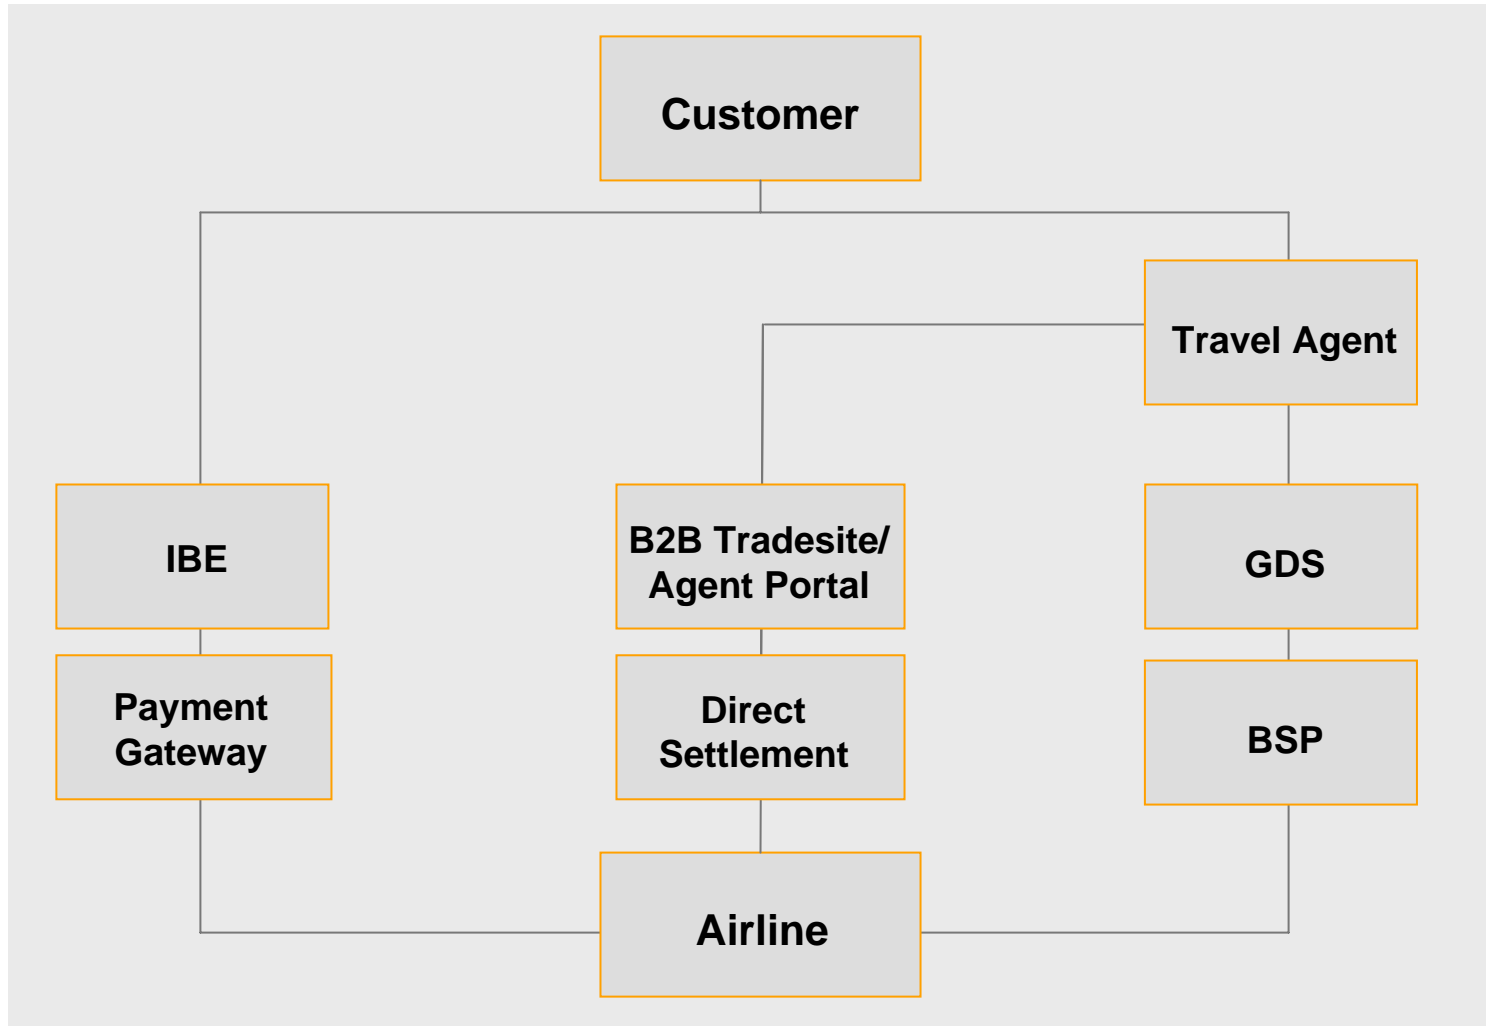 Customer
Travel Agent
IBE
B2B Tradesite/
Agent Portal
GDS
Payment
Gateway
Direct
Settlement
BSP
Airline